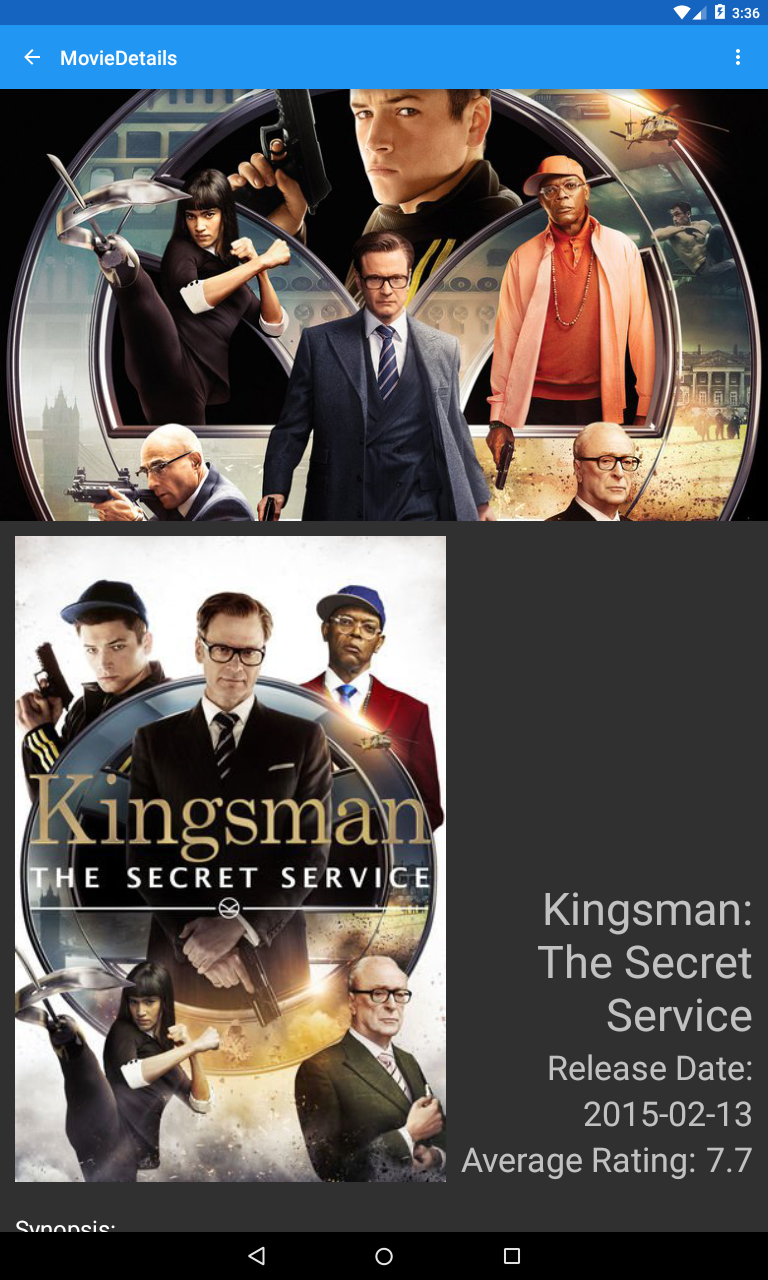 3:36
MovieDetails
Kingsman
THE SECRET SERVICE
Kingsman:
The Secret
Service
Release Date:
2015-02-13
Average Rating: 7.7
Synopsis: